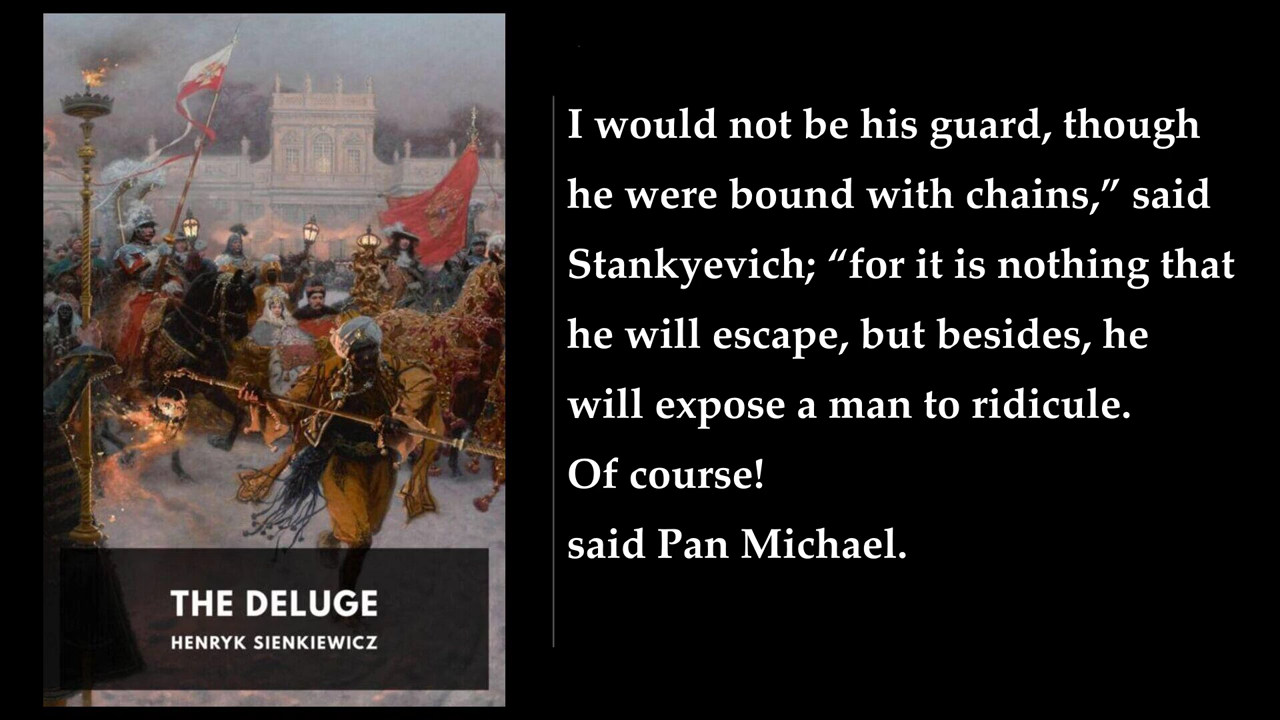 THE DELUGE
HENRYK SIENKIEWICZ
I would not be his guard, though
he were bound with chains,” said
Stankyevich; “for it is nothing that
he will escape, but besides, he
will expose a man to ridicule.
Of course!
said Pan Michael.